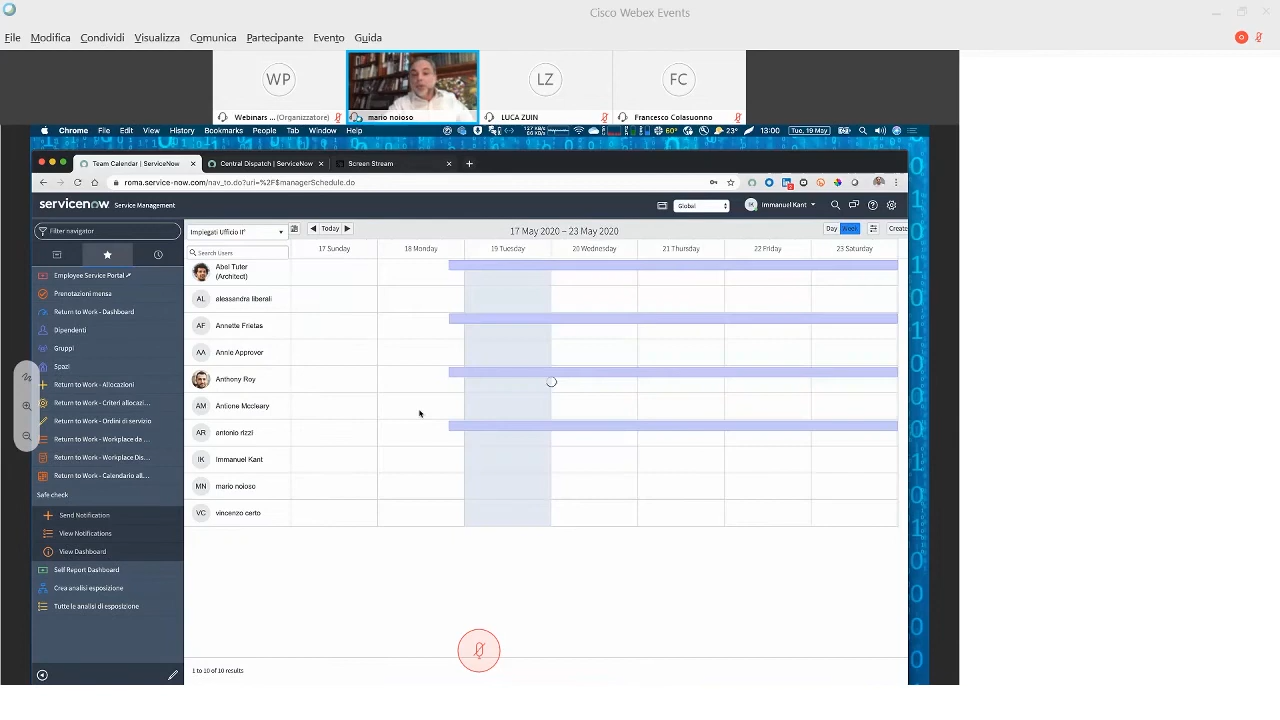 Cisco Webex Events
File Modifica Condividi Visualizza Comunica Partecipante Evento Guida
WP LZ FC
Webinars ... (Organizzatore) mario noioso LUCA ZUIN Francesco Colasuonno
Chrome File Edit View History Bookmarks People Tab Window Help 60° 23° 13:00 Tue, 19 May
Team Calendar | ServiceNow Central Dispatch | ServiceNow Screen Stream
roma.service-now.com/nav_to.do?uri=%2F$managerSchedule.do
servicenow Service Management Global IK Immanuel Kant
Filter navigator
Employee Service Portal
Prenotazioni mensa
Return to Work - Dashboard
Dipendenti
Gruppi
Spazi
Return to Work - Allocazioni
Return to Work - Criteri allocazi...
Return to Work - Ordini di servizio
Return to Work - Workplace da ...
Return to Work - Workplace Dis...
Return to Work - Calendario all...
Safe check
Send Notification
View Notifications
View Dashboard
Self Report Dashboard
Crea analisi esposizione
Tutte le analisi di esposizione
Impiegati Ufficio IT Today 17 May 2020 – 23 May 2020 Day Week Create
Search Users
17 Sunday 18 Monday 19 Tuesday 20 Wednesday 21 Thursday 22 Friday 23 Saturday
Abel Tuter
(Architect)
AL alessandra liberali
AF Annette Frietas
AA Annie Approver
Anthony Roy
AM Antione Mccleary
AR antonio rizzi
IK Immanuel Kant
MN mario noioso
VC vincenzo certo
1 to 10 of 10 results